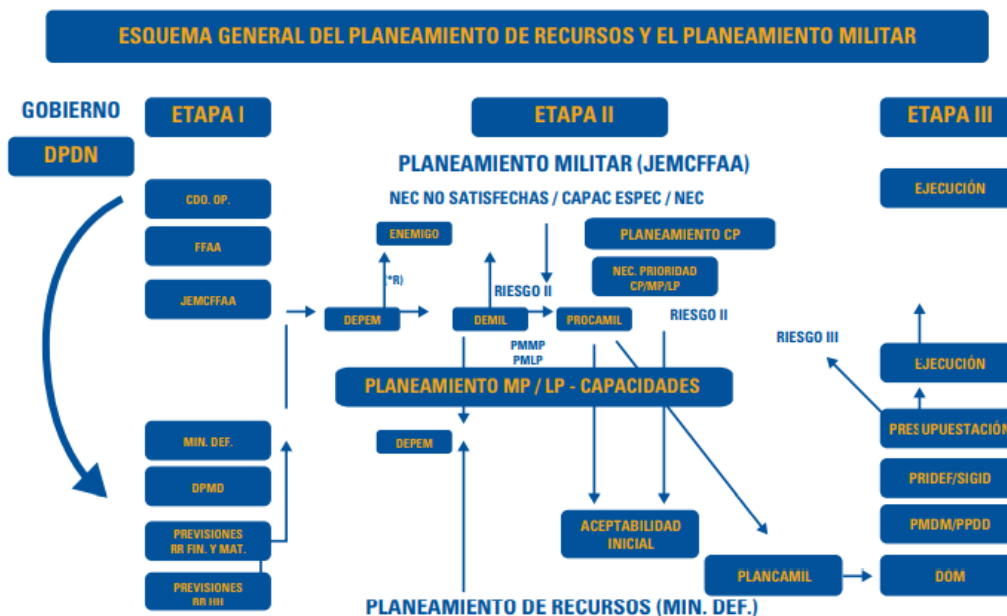 ESQUEMA GENERAL DEL PLANEAMIENTO DE RECURSOS Y EL PLANEAMIENTO MILITAR
GOBIERNO
DPDN
ETAPA I
CDO. OP.
FFAA
JEMCFFAA
MIN. DEF.
DPMD
PREVISIONES
RR FIN. Y MAT.
PREVISIONES
RR HH
ETAPA II
PLANEAMIENTO MILITAR (JEMCFFAA)
NEC NO SATISFECHAS / CAPAC ESPEC / NEC
ENEMIGO
PLANEAMIENTO CP
NEC. PRIORIDAD
CP/MP/LP
(*R)
RIESGO II
RIESGO II
DEPEM
DEMIL
PROCAMIL
PMMP
PMLP
PLANEAMIENTO MP / LP - CAPACIDADES
DEPEM
ACEPTABILIDAD
INICIAL
PLANCAMIL
PLANEAMIENTO DE RECURSOS (MIN. DEF.)
ETAPA III
EJECUCIÓN
RIESGO III
EJECUCIÓN
PRESUPUESTACIÓN
PRIDEF/SIGID
PMDM/PPDD
DOM